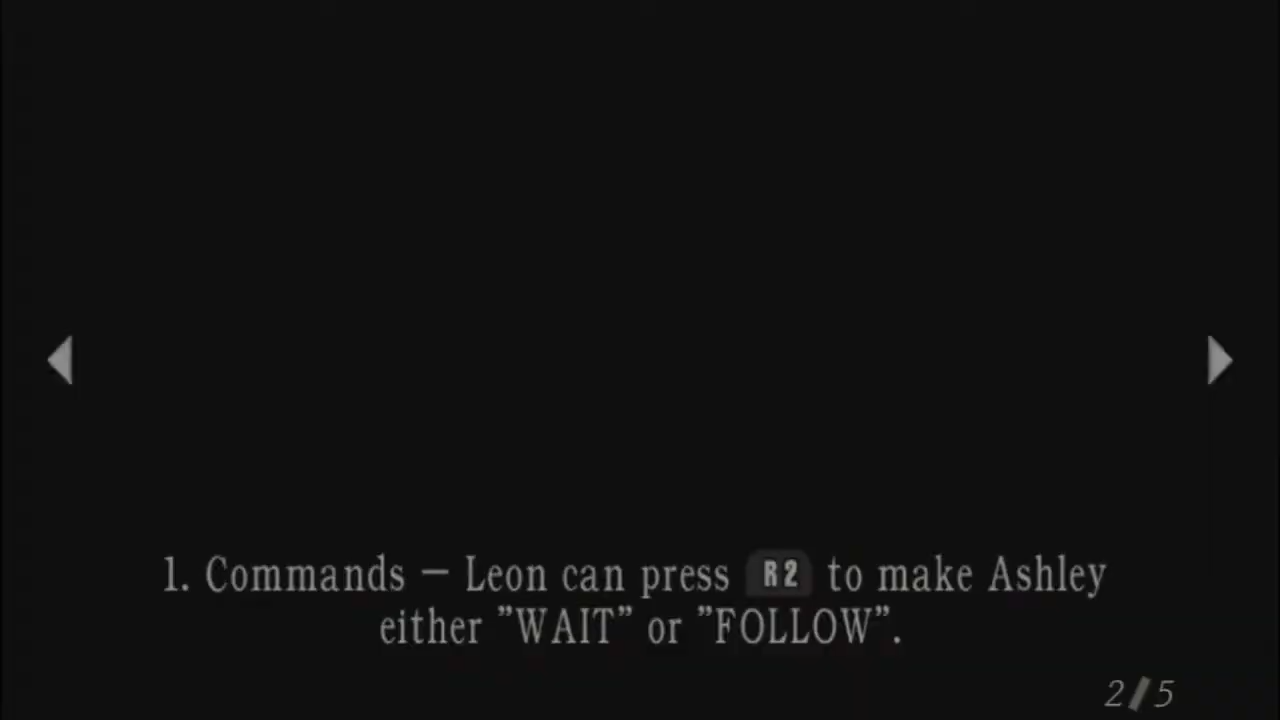 1. Commands — Leon can press R2 to make Ashley
either ”WAIT” or ”FOLLOW”.
2/5